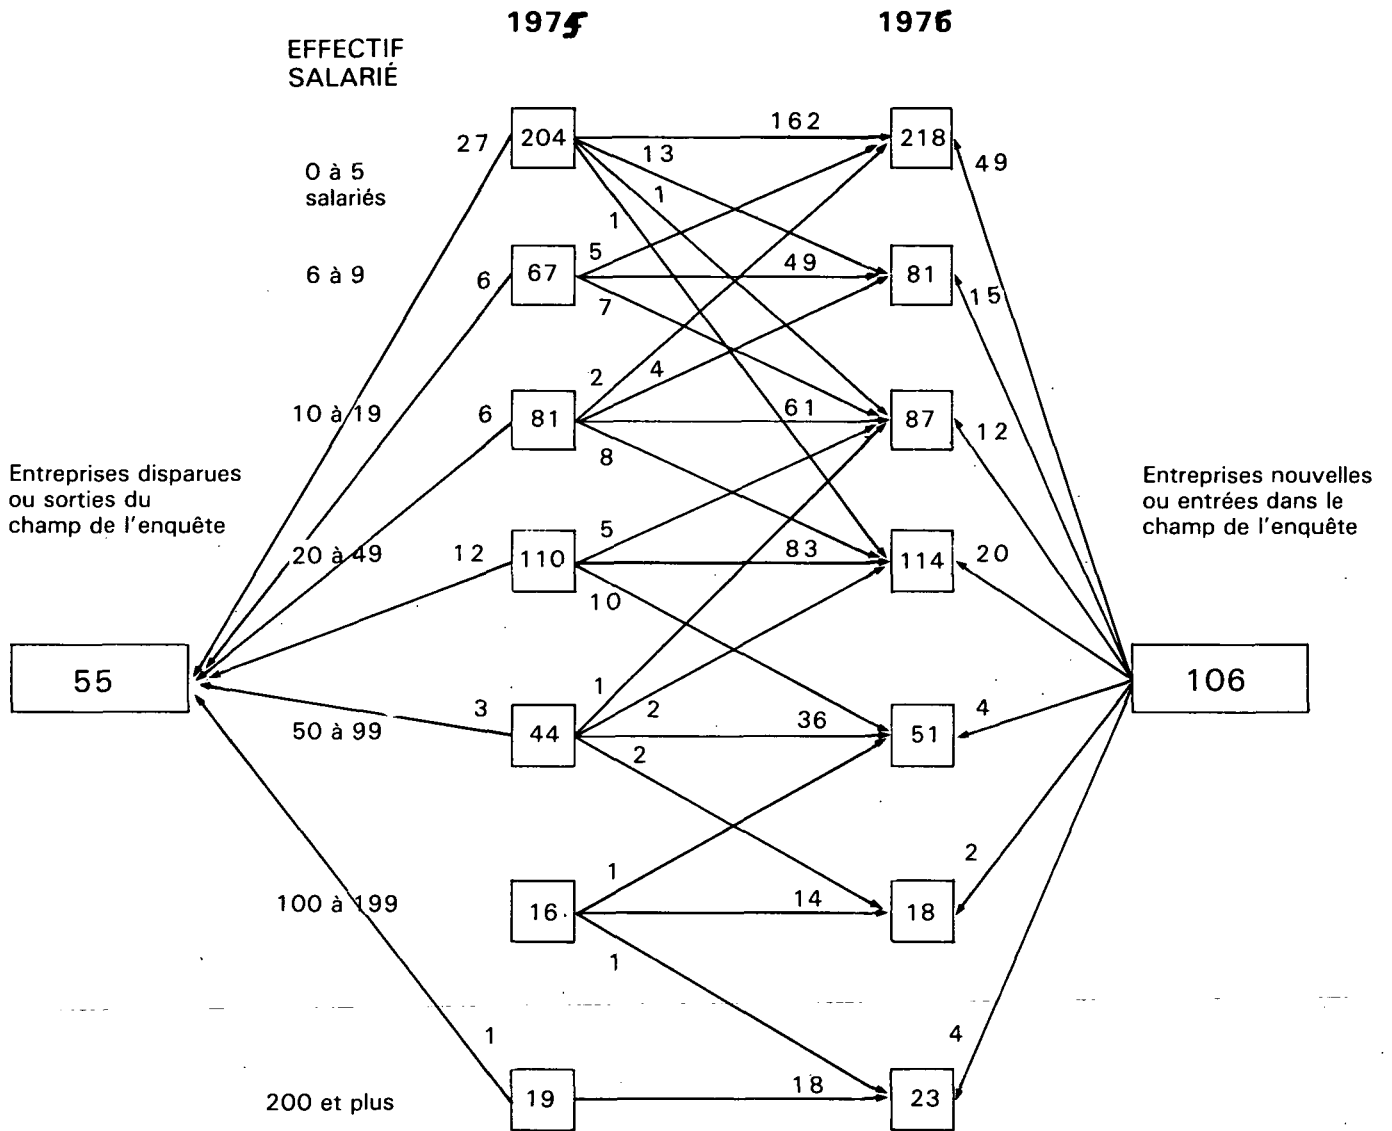 1975 1976
EFFECTIF
SALARIÉ
27 204 162 218
13 49
0 à 5
salariés
1
1
5
6 à 9 6 67 49 81
7 15
2 4
10 à 19 6 81 61 87 12
8
Entreprises disparues
ou sorties du
champ de l'enquête
Entreprises nouvelles
ou entrées dans le
champ de l'enquête
5
20 à 49 12 110 83 114 20
10
55 106
1 2
50 à 99 3 44 36 51 4
2
1 2
100 à 199 16 14 18
1
1 4
200 et plus 19 18 23